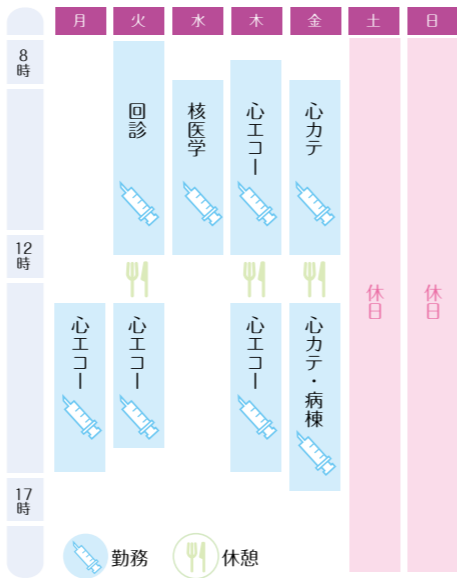 月 火 水 木 金 土 日
8時
回診
核医学
心エコー
心カテ
12時
心エコー
心エコー
心エコー
心カテ・病棟
休日
休日
17時
勤務
休憩